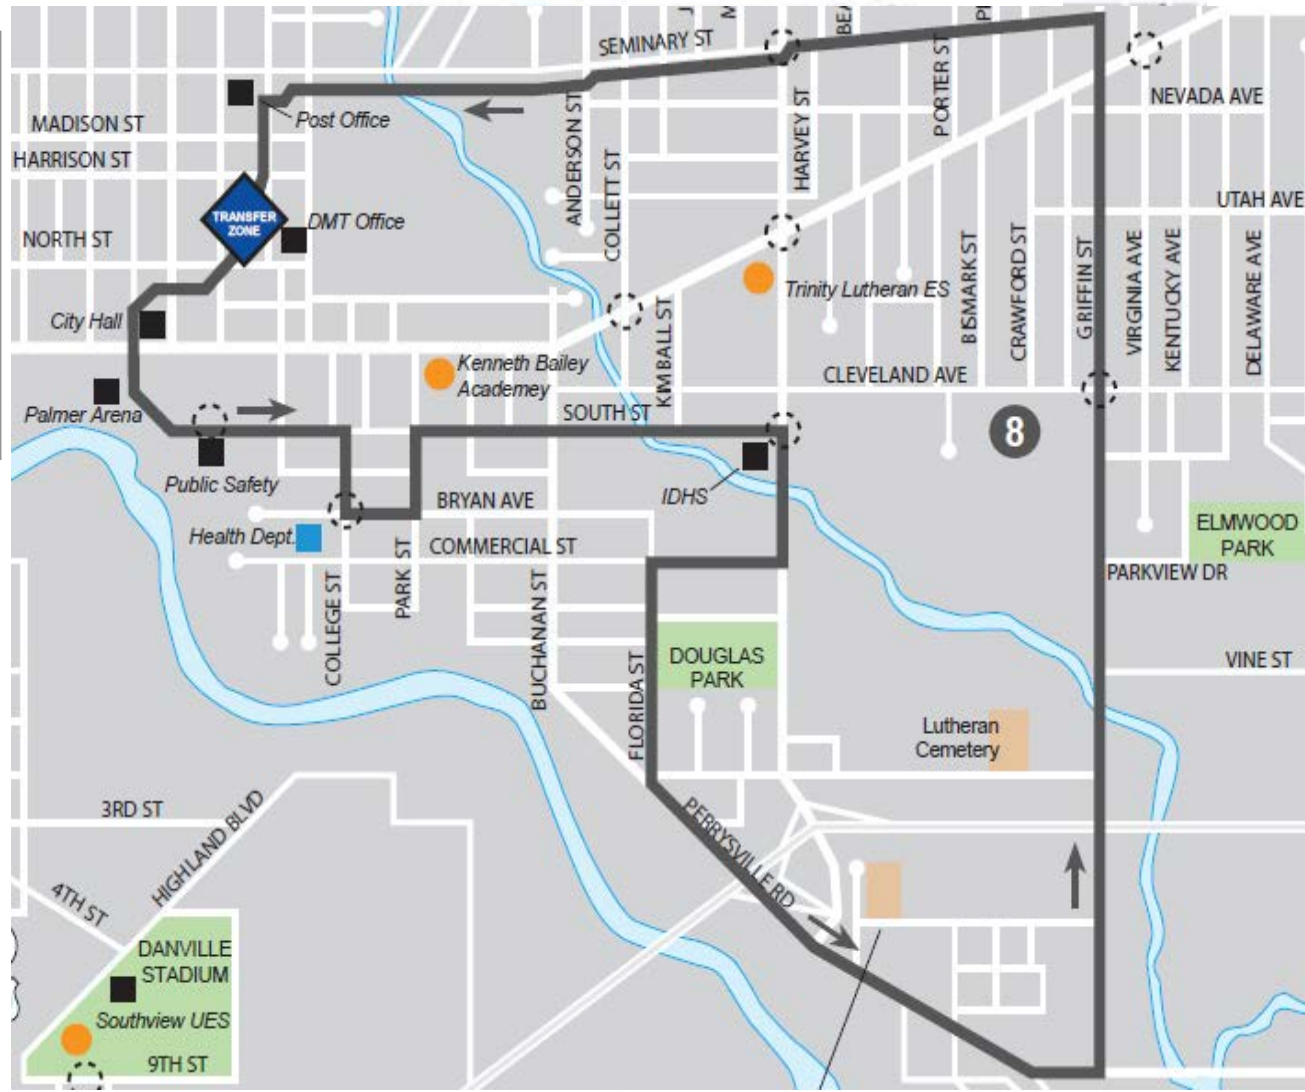 SEMINARY ST
NEVADA AVE
PORTER ST
Post Office
MADISON ST
HARRISON ST
ANDERSON ST
COLLETT ST
HARVEY ST
UTAH AVE
TRANSFER
ZONE
DMT Office
NORTH ST
BISMARK ST
CRAWFORD ST
GRIFFIN ST
VIRGINIA AVE
KENTUCKY AVE
DELAWARE AVE
Trinity Lutheran ES
City Hall
KIMBALL ST
Kenneth Bailey
Academey
CLEVELAND AVE
Palmer Arena
SOUTH ST
8
Public Safety
IDHS
BRYAN AVE
Health Dept.
COMMERCIAL ST
ELMWOOD
PARK
PARKVIEW DR
COLLEGE ST
PARK ST
BUCHANAN ST
FLORIDA ST
DOUGLAS
PARK
VINE ST
Lutheran
Cemetery
3RD ST
HIGHLAND BLVD
PERRYSVILLE RD
4TH ST
DANVILLE
STADIUM
Southview UES
9TH ST